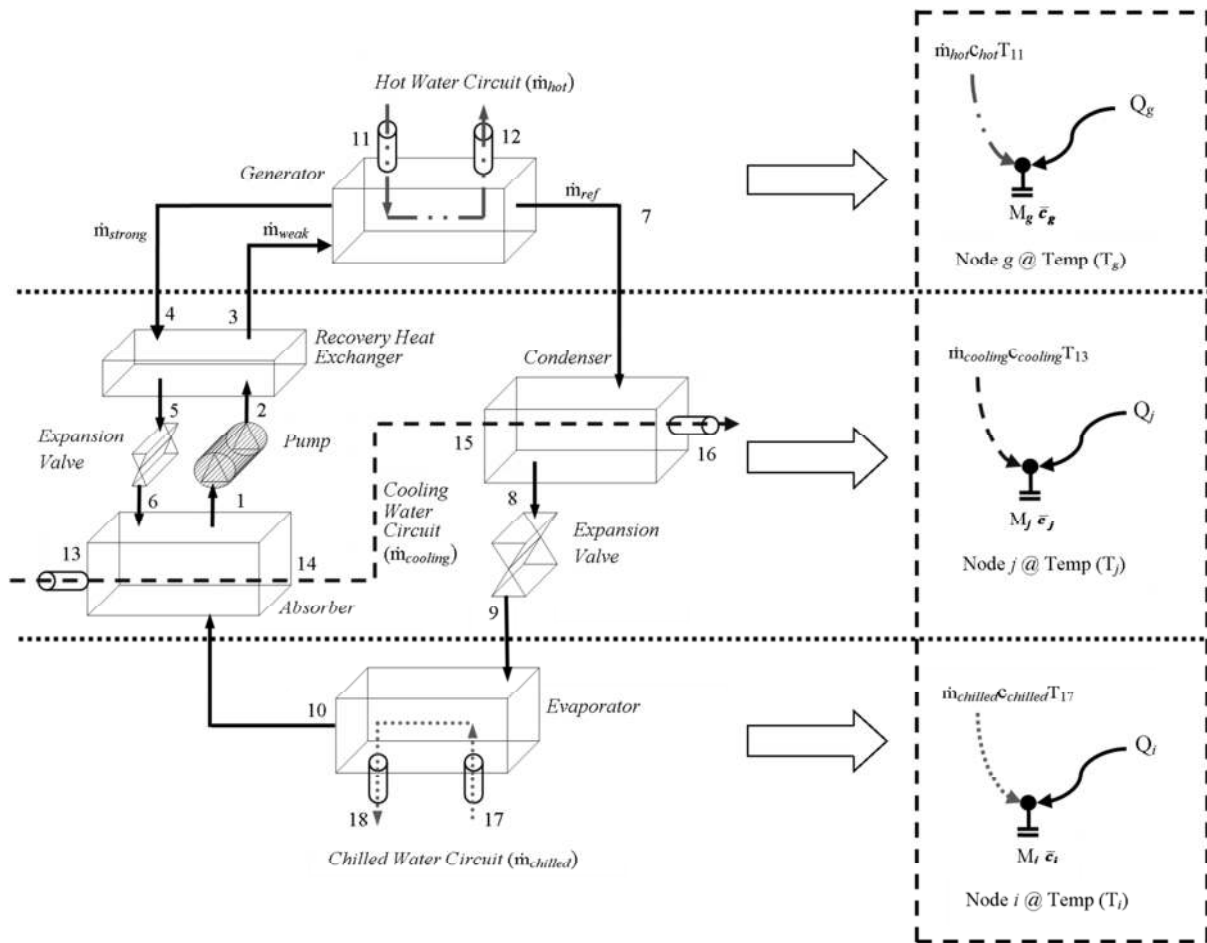 Hot Water Circuit (ṁhot)
11
12
Generator
ṁref
7
ṁstrong
ṁweak
4
3
Recovery Heat
Exchanger
Condenser
5
2
Expansion
Valve
Pump
15
16
6
1
Cooling
Water
Circuit
(ṁcooling)
8
Expansion
Valve
13
14
Absorber
9
10
Evaporator
18
17
Chilled Water Circuit (ṁchilled)
ṁhotchotT11
Qg
Mg c̄g
Node g @ Temp (Tg)
ṁcoolingccoolingT13
Qj
Mj c̄j
Node j @ Temp (Tj)
ṁchilledcchilledT17
Qi
Mi c̄i
Node i @ Temp (Ti)